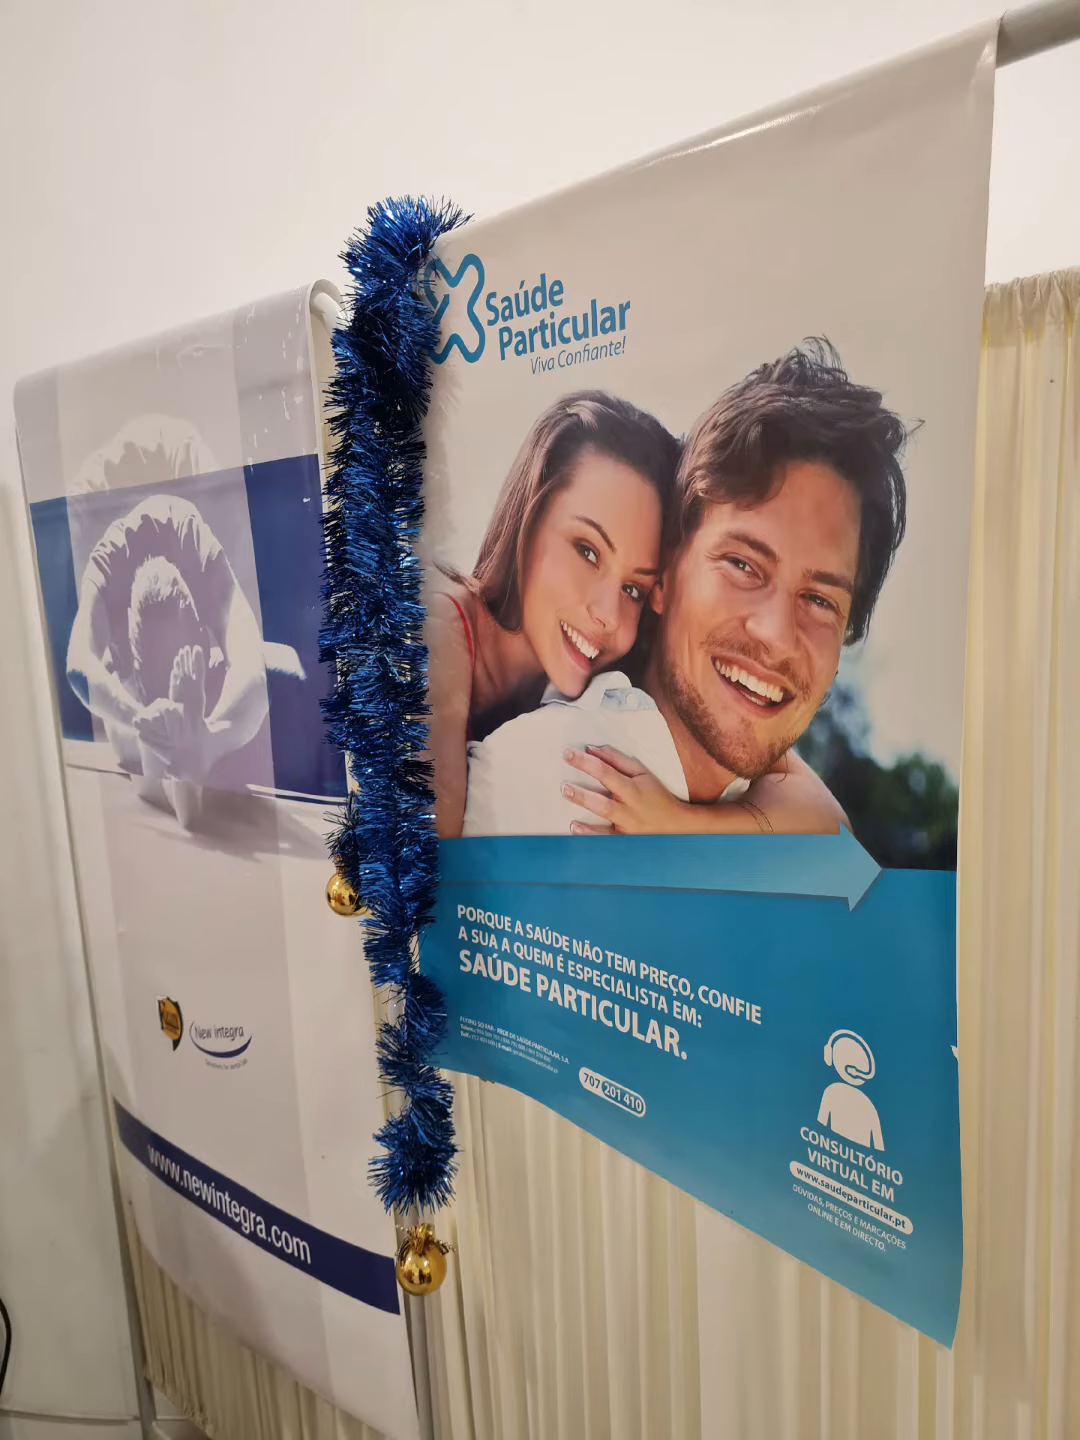 Saúde
Particular
Viva Confiante!
PORQUE A SAÚDE NÃO TEM PREÇO, CONFIE
A SUA A QUEM É ESPECIALISTA EM:
SAÚDE PARTICULAR.
707 201 410
CONSULTÓRIO
VIRTUAL EM
www.saudeparticular.pt
DÚVIDAS, PREÇOS E MARCAÇÕES
ONLINE E EM DIRECTO.
New integra
www.newintegra.com